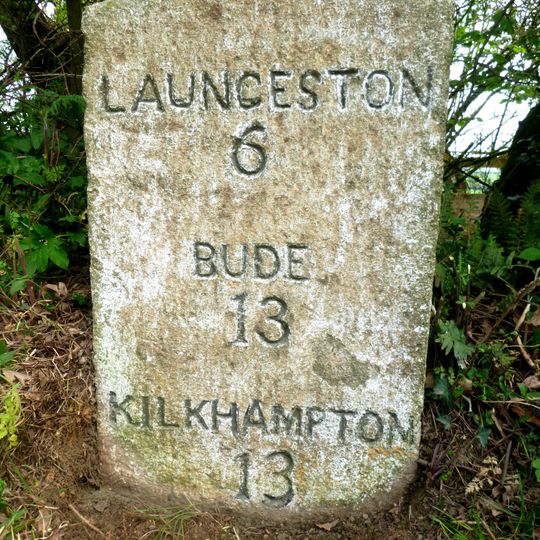 LAUNCESTON
6
BUDE
13
KILKHAMPTON
13